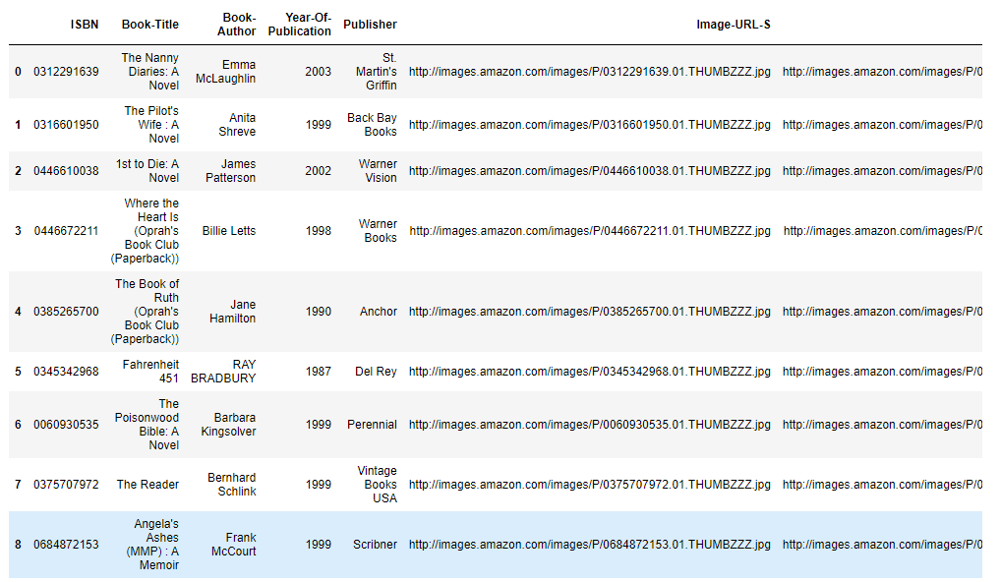 ISBN Book-Title Book-Author Year-Of-Publication Publisher Image-URL-S
0 0312291639 The Nanny Diaries: A Novel Emma McLaughlin 2003 St. Martin's Griffin http://images.amazon.com/images/P/0312291639.01.THUMBZZZ.jpg http://images.amazon.com/images/P/0
1 0316601950 The Pilot's Wife : A Novel Anita Shreve 1999 Back Bay Books http://images.amazon.com/images/P/0316601950.01.THUMBZZZ.jpg http://images.amazon.com/images/P/0
2 0446610038 1st to Die: A Novel James Patterson 2002 Warner Vision http://images.amazon.com/images/P/0446610038.01.THUMBZZZ.jpg http://images.amazon.com/images/P/0
3 0446672211 Where the Heart Is (Oprah's Book Club (Paperback)) Billie Letts 1998 Warner Books http://images.amazon.com/images/P/0446672211.01.THUMBZZZ.jpg http://images.amazon.com/images/P/0
4 0385265700 The Book of Ruth (Oprah's Book Club (Paperback)) Jane Hamilton 1990 Anchor http://images.amazon.com/images/P/0385265700.01.THUMBZZZ.jpg http://images.amazon.com/images/P/0
5 0345342968 Fahrenheit 451 RAY BRADBURY 1987 Del Rey http://images.amazon.com/images/P/0345342968.01.THUMBZZZ.jpg http://images.amazon.com/images/P/0
6 0060930535 The Poisonwood Bible: A Novel Barbara Kingsolver 1999 Perennial http://images.amazon.com/images/P/0060930535.01.THUMBZZZ.jpg http://images.amazon.com/images/P/0
7 0375707972 The Reader Bernhard Schlink 1999 Vintage Books USA http://images.amazon.com/images/P/0375707972.01.THUMBZZZ.jpg http://images.amazon.com/images/P/0
8 0684872153 Angela's Ashes (MMP) : A Memoir Frank McCourt 1999 Scribner http://images.amazon.com/images/P/0684872153.01.THUMBZZZ.jpg http://images.amazon.com/images/P/0